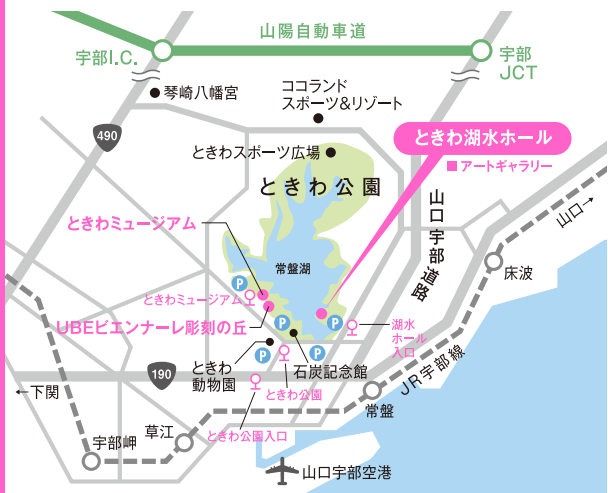 山陽自動車道
宇部I.C.
宇部
JCT
琴崎八幡宮
ココランド
スポーツ&リゾート
490
ときわスポーツ広場
ときわ湖水ホール
アートギャラリー
ときわ公園
ときわミュージアム
山口宇部道路
山口→
常盤湖
床波
P
ときわミュージアム
UBEビエンナーレ彫刻の丘
P
P
湖水
ホール
入口
ときわ
動物園
P
P
石炭記念館
190
ときわ公園
JR宇部線
←下関
常盤
草江
ときわ公園入口
宇部岬
山口宇部空港